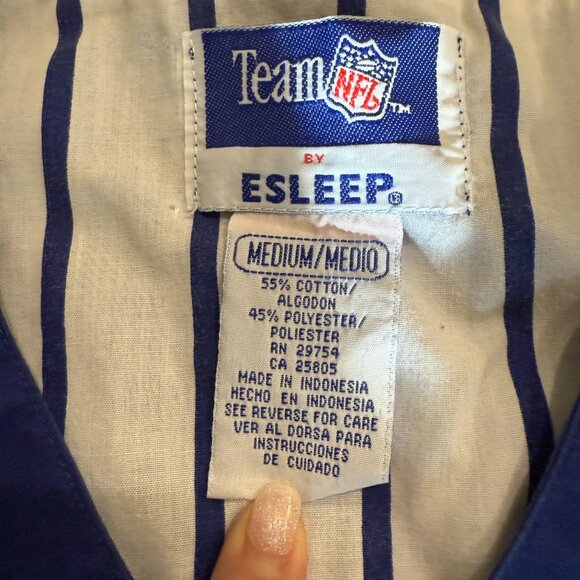 Team NFL TM
BY
ESLEEP®
MEDIUM/MEDIO
55% COTTON/
ALGODON
45% POLYESTER/
POLIESTER
RN 29754
CA 25805
MADE IN INDONESIA
HECHO EN INDONESIA
SEE REVERSE FOR CARE
VER AL DORSA PARA
INSTRUCCIONES
DE CUIDADO